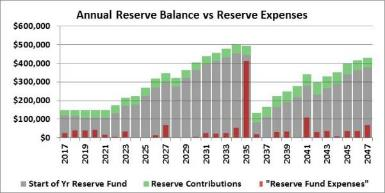 Annual Reserve Balance vs Reserve Expenses
$600,000
$500,000
$400,000
$300,000
$200,000
$100,000
$0
2017 2019 2021 2023 2025 2027 2029 2031 2033 2035 2037 2039 2041 2043 2045 2047
Start of Yr Reserve Fund Reserve Contributions "Reserve Fund Expenses"